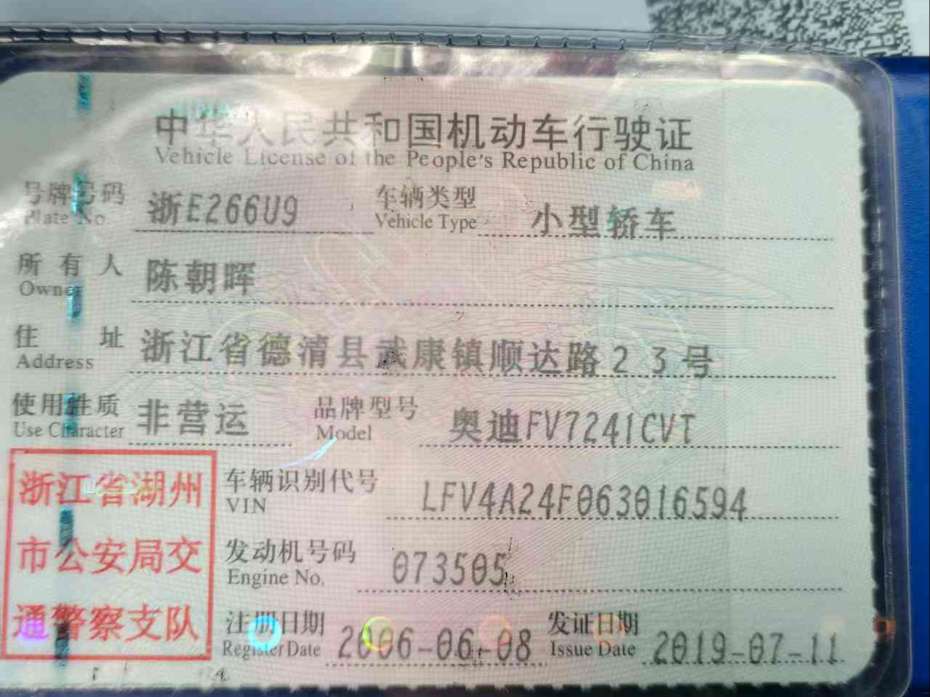 中华人民共和国机动车行驶证
Vehicle License of the People's Republic of China
号牌号码 浙E266U9 车辆类型 小型轿车
Plate No. Vehicle Type
所有人 陈朝晖
Owner
住址 浙江省德清县武康镇顺达路23号
Address
使用性质 非营运 品牌型号 奥迪FV7241CVT
Use Character Model
浙江省湖州
市公安局交
通警察支队
车辆识别代号 LFV4A24F063016594
VIN
发动机号码 073505
Engine No.
注册日期 2006-06-08 发证日期 2019-07-11
Register Date Issue Date